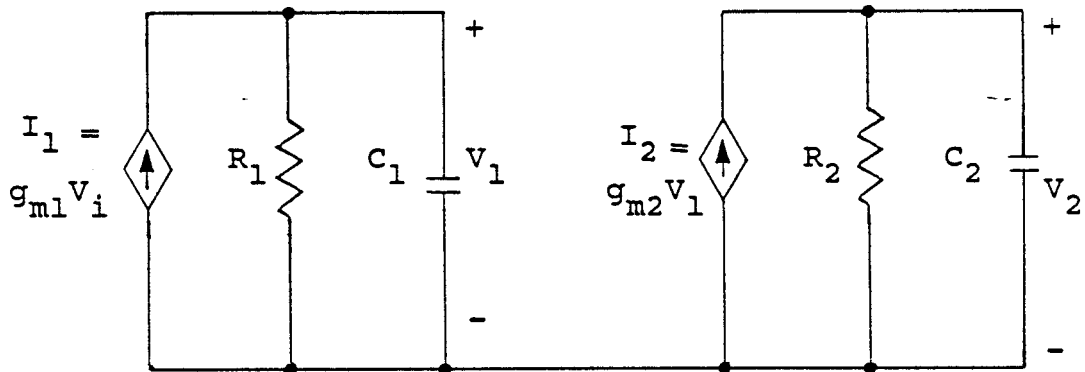 I₁ =
gₘ₁Vᵢ
R₁
C₁
+
V₁
-
I₂ =
gₘ₂V₁
R₂
C₂
+
V₂
-